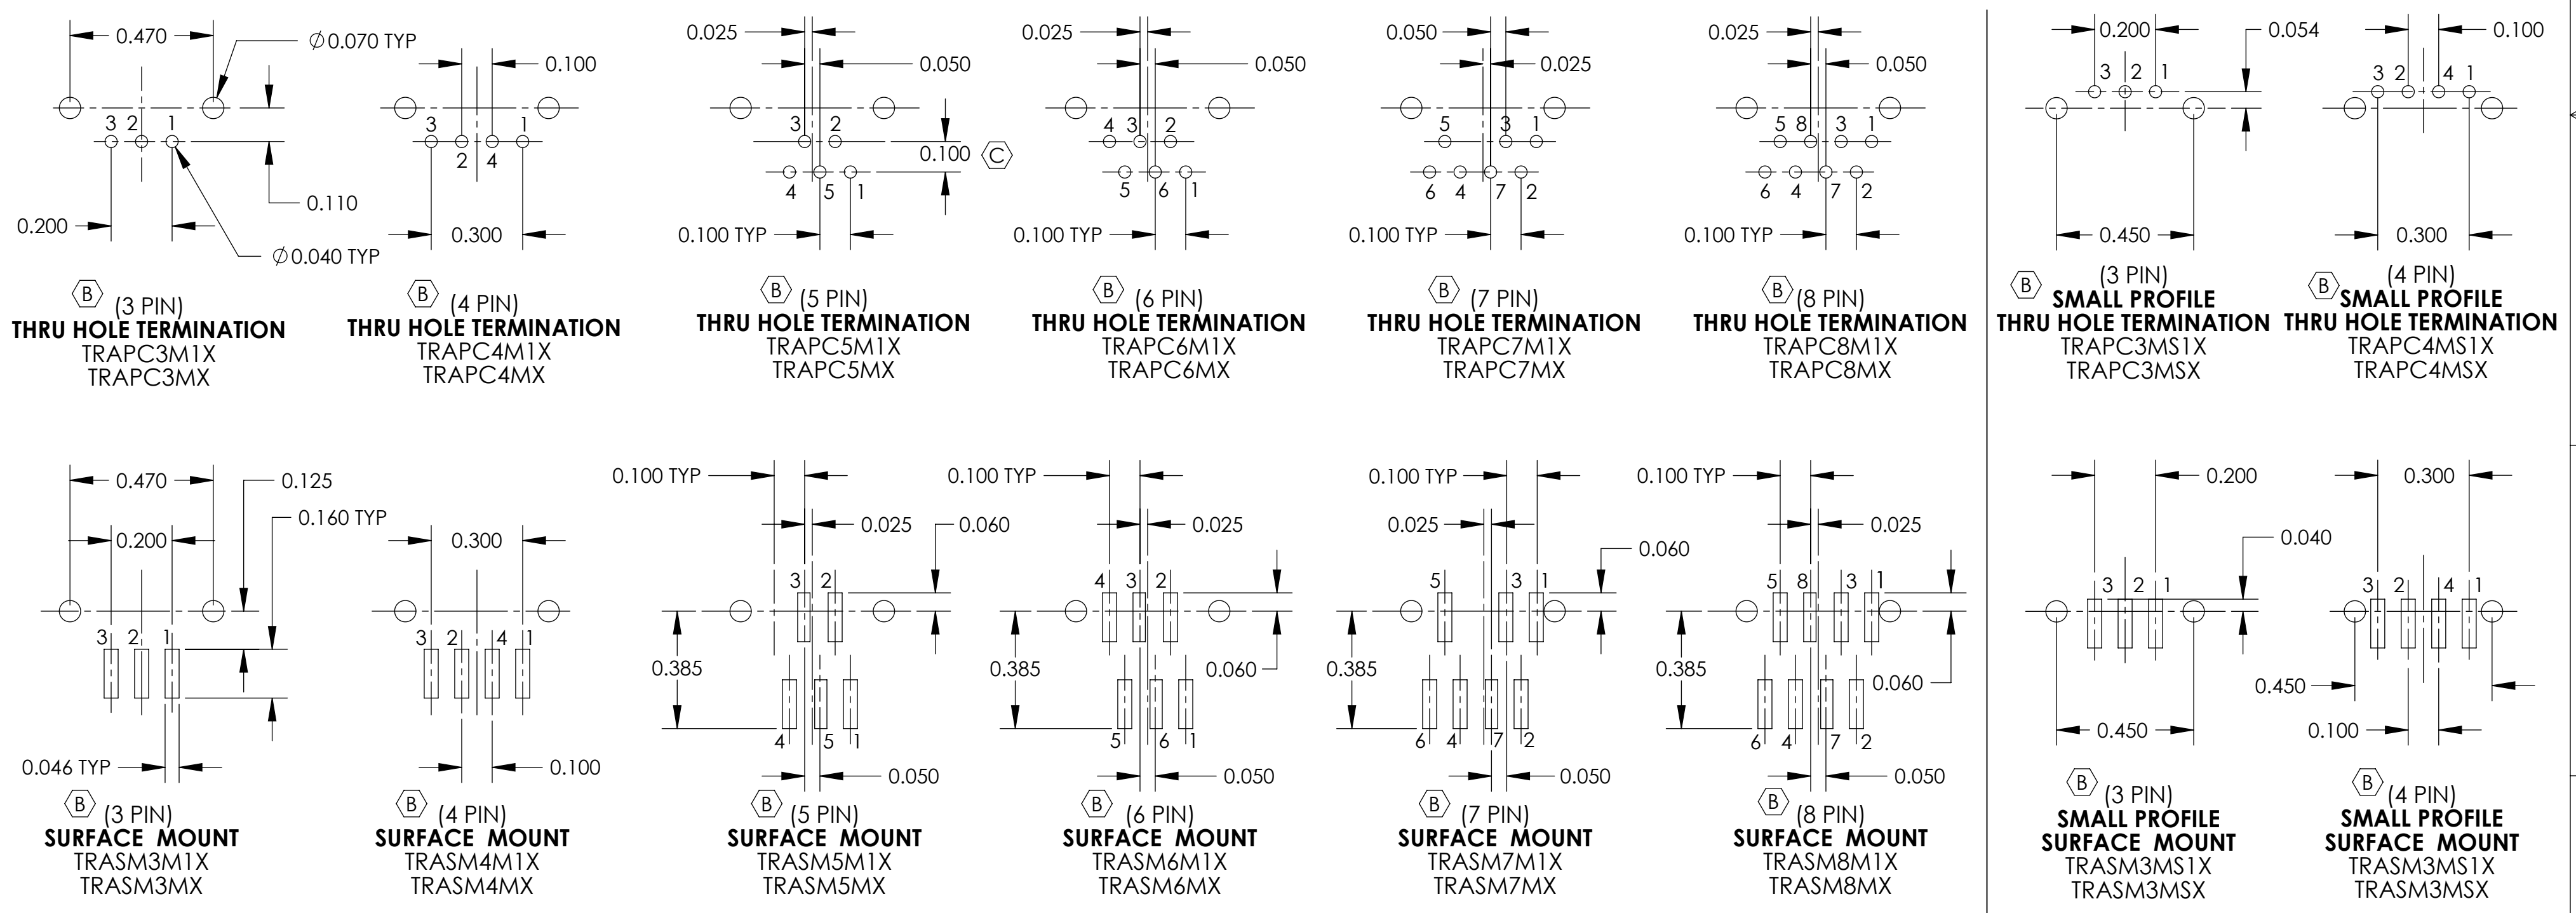 0.470
Ø0.070 TYP
3 2 1
0.110
0.200
Ø0.040 TYP
B (3 PIN)
THRU HOLE TERMINATION
TRAPC3M1X
TRAPC3MX
0.100
3 1
2 4
0.300
B (4 PIN)
THRU HOLE TERMINATION
TRAPC4M1X
TRAPC4MX
0.025
0.050
3 2
0.100 C
4 5 1
0.100 TYP
B (5 PIN)
THRU HOLE TERMINATION
TRAPC5M1X
TRAPC5MX
0.025
0.050
4 3 2
5 6 1
0.100 TYP
B (6 PIN)
THRU HOLE TERMINATION
TRAPC6M1X
TRAPC6MX
0.050
0.025
5 3 1
6 4 7 2
0.100 TYP
B (7 PIN)
THRU HOLE TERMINATION
TRAPC7M1X
TRAPC7MX
0.025
0.050
5 8 3 1
6 4 7 2
0.100 TYP
B (8 PIN)
THRU HOLE TERMINATION
TRAPC8M1X
TRAPC8MX
0.200
0.054
3 2 1
0.450
B (3 PIN)
SMALL PROFILE
THRU HOLE TERMINATION
TRAPC3MS1X
TRAPC3MSX
0.100
3 2 4 1
0.300
B (4 PIN)
SMALL PROFILE
THRU HOLE TERMINATION
TRAPC4MS1X
TRAPC4MSX
0.470
0.125
0.160 TYP
0.200
3 2 1
0.046 TYP
B (3 PIN)
SURFACE MOUNT
TRASM3M1X
TRASM3MX
0.300
3 2 4 1
0.100
B (4 PIN)
SURFACE MOUNT
TRASM4M1X
TRASM4MX
0.100 TYP
0.025
0.060
3 2
0.385
4 5 1
0.050
B (5 PIN)
SURFACE MOUNT
TRASM5M1X
TRASM5MX
0.100 TYP
0.025
4 3 2
0.385
0.060
5 6 1
0.050
B (6 PIN)
SURFACE MOUNT
TRASM6M1X
TRASM6MX
0.100 TYP
0.025
0.060
5 3 1
0.385
6 4 7 2
0.050
B (7 PIN)
SURFACE MOUNT
TRASM7M1X
TRASM7MX
0.100 TYP
0.025
5 8 3 1
0.385
0.060
6 4 7 2
0.050
B (8 PIN)
SURFACE MOUNT
TRASM8M1X
TRASM8MX
0.200
0.040
3 2 1
0.450
B (3 PIN)
SMALL PROFILE
SURFACE MOUNT
TRASM3MS1X
TRASM3MSX
0.300
3 2 4 1
0.450
0.100
B (4 PIN)
SMALL PROFILE
SURFACE MOUNT
TRASM3MS1X
TRASM3MSX